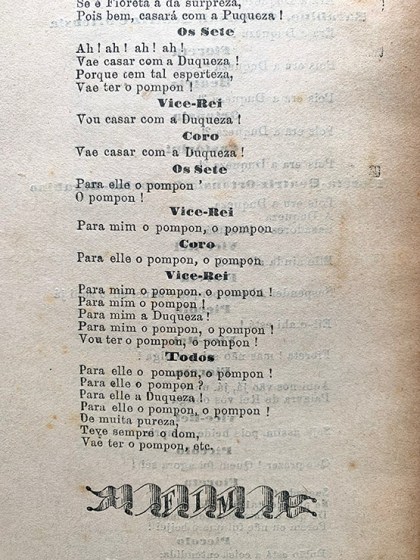 Se é Fioreta a da surpreza,
Pois bem, casará com a Puqueza !
Os Sete
Ah! ah! ah! ah!
Vae casar com a Duqueza !
Porque tem tal esperteza,
Vae ter o pompon !
Vice-Rei
Vou casar com a Duqueza !
Coro
Vae casar com a Duqueza !
Os Sete
Para elle o pompon !
O pompon !
Vice-Rei
Para mim o pompon, o pompon
Coro
Para elle o pompon, o pompon
Vice-Rei
Para mim o pompon, o pompon !
Para mim o pompon !
Para mim a Duqueza !
Para mim o pompon, o pompon !
Vou ter o pompon, o pompon !
Todos
Para elle o pompon, o pompon !
Para elle o pompon ?
Para elle a Duqueza !
Para elle o pompon, o pompon !
De muita pureza,
Teve sempre o dom,
Vae ter o pompon, etc.
FIM